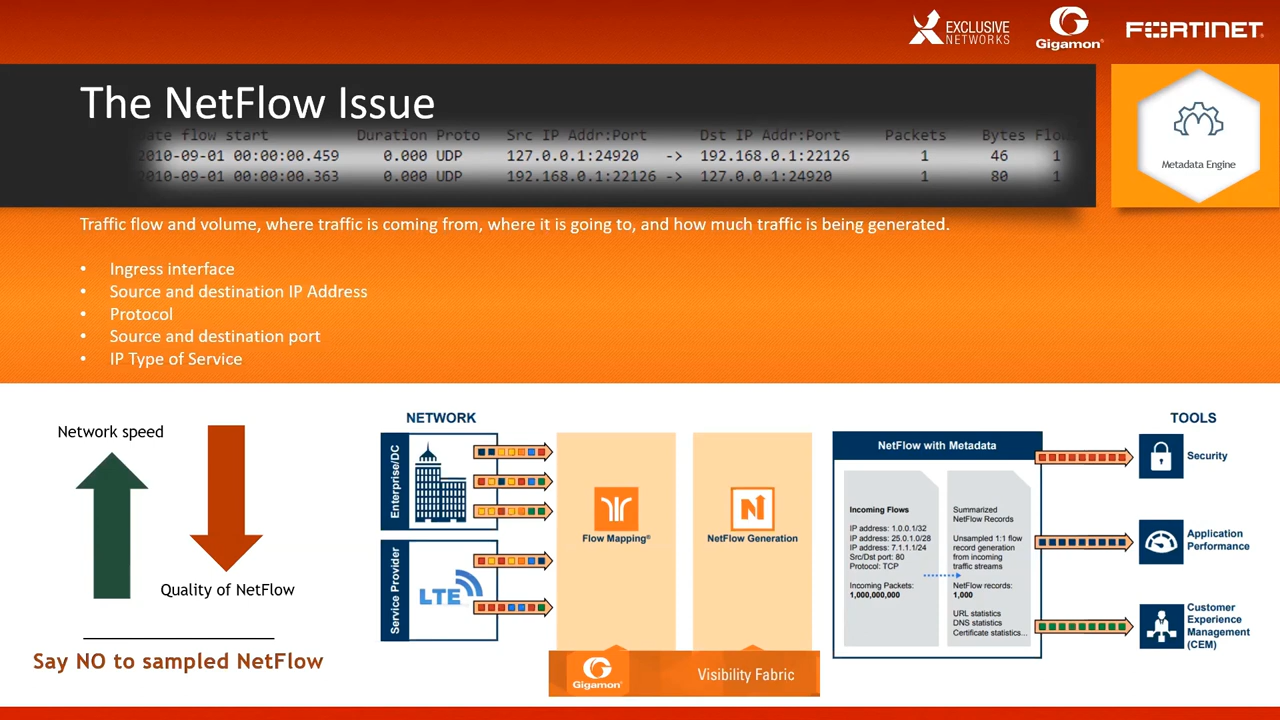 EXCLUSIVE
NETWORKS
Gigamon®
FORTINET®
The NetFlow Issue
Metadata Engine
ate flow start Duration Proto Src IP Addr:Port Dst IP Addr:Port Packets Bytes Flo
2010-09-01 00:00:00.459 0.000 UDP 127.0.0.1:24920 -> 192.168.0.1:22126 1 46 1
2010-09-01 00:00:00.363 0.000 UDP 192.168.0.1:22126 -> 127.0.0.1:24920 1 80 1
Traffic flow and volume, where traffic is coming from, where it is going to, and how much traffic is being generated.
• Ingress interface
• Source and destination IP Address
• Protocol
• Source and destination port
• IP Type of Service
Network speed
Quality of NetFlow
Say NO to sampled NetFlow
NETWORK
Enterprise/DC
Service Provider
LTE
Flow Mapping®
NetFlow Generation
Gigamon®
Visibility Fabric
NetFlow with Metadata
Incoming Flows
IP address: 1.0.0.1/32
IP address: 25.0.1.0/28
IP address: 7.1.1.1/24
Src/Dst port: 80
Protocol: TCP
Incoming Packets:
1,000,000,000
Summarized
NetFlow Records
Unsampled 1:1 flow
record generation
from incoming
traffic streams
NetFlow records:
1,000
URL statistics
DNS statistics
Certificate statistics...
TOOLS
Security
Application
Performance
Customer
Experience
Management
(CEM)